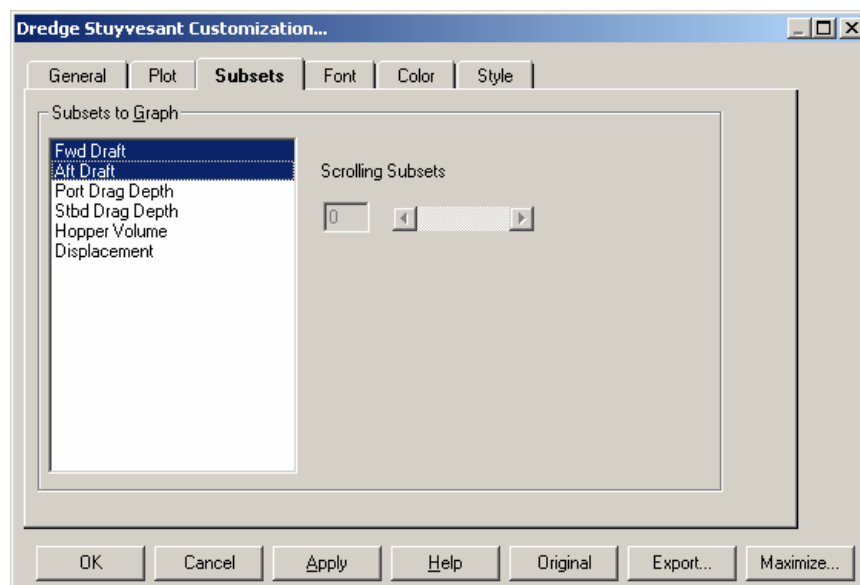 Dredge Stuyvesant Customization...
General Plot Subsets Font Color Style
Subsets to Graph
Fwd Draft
Aft Draft
Port Drag Depth
Stbd Drag Depth
Hopper Volume
Displacement
Scrolling Subsets
0
OK Cancel Apply Help Original Export... Maximize...